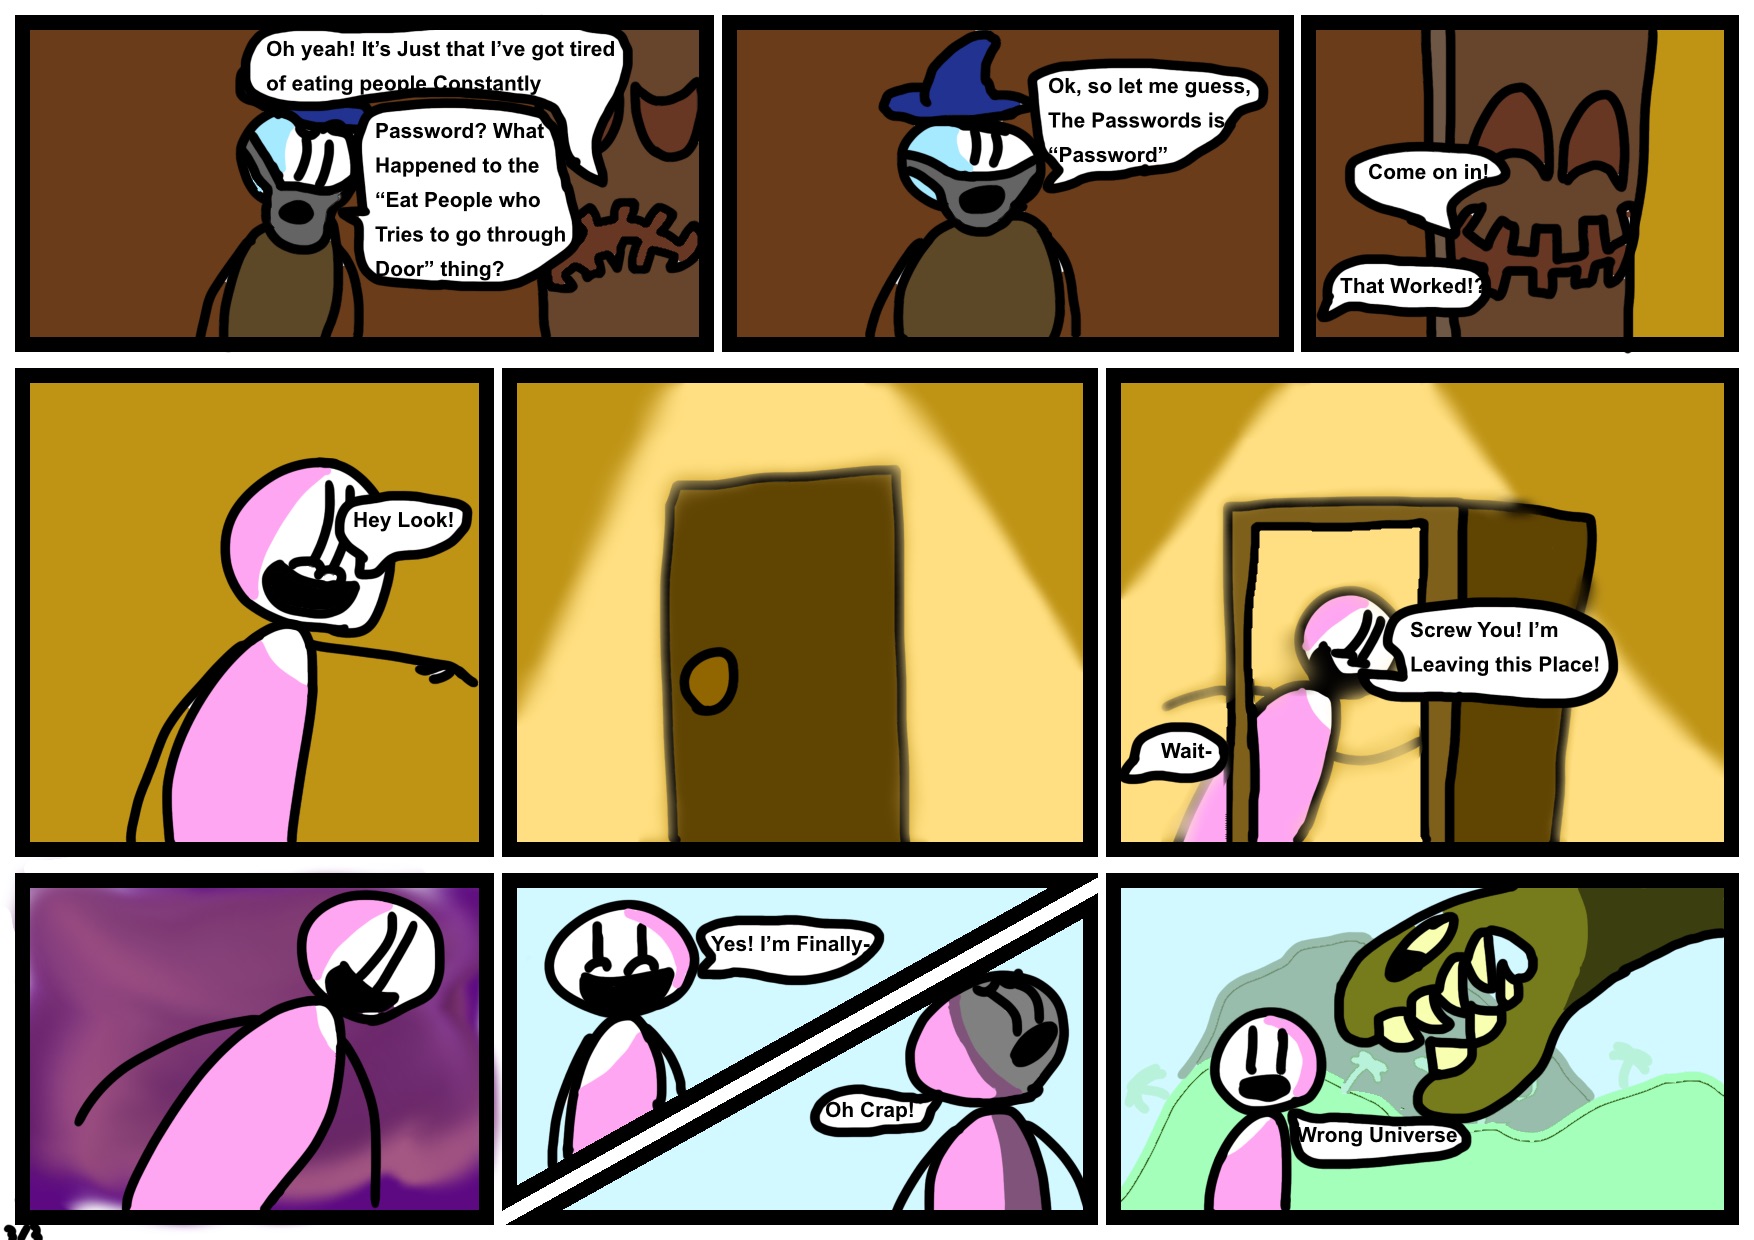 Oh yeah! It's Just that I've got tired
of eating people Constantly
Password? What
Happened to the
“Eat People who
Tries to go through
Door” thing?
Ok, so let me guess,
The Passwords is
“Password”
Come on in!
That Worked!?
Hey Look!
Screw You! I'm
Leaving this Place!
Wait-
Yes! I'm Finally-
Oh Crap!
Wrong Universe